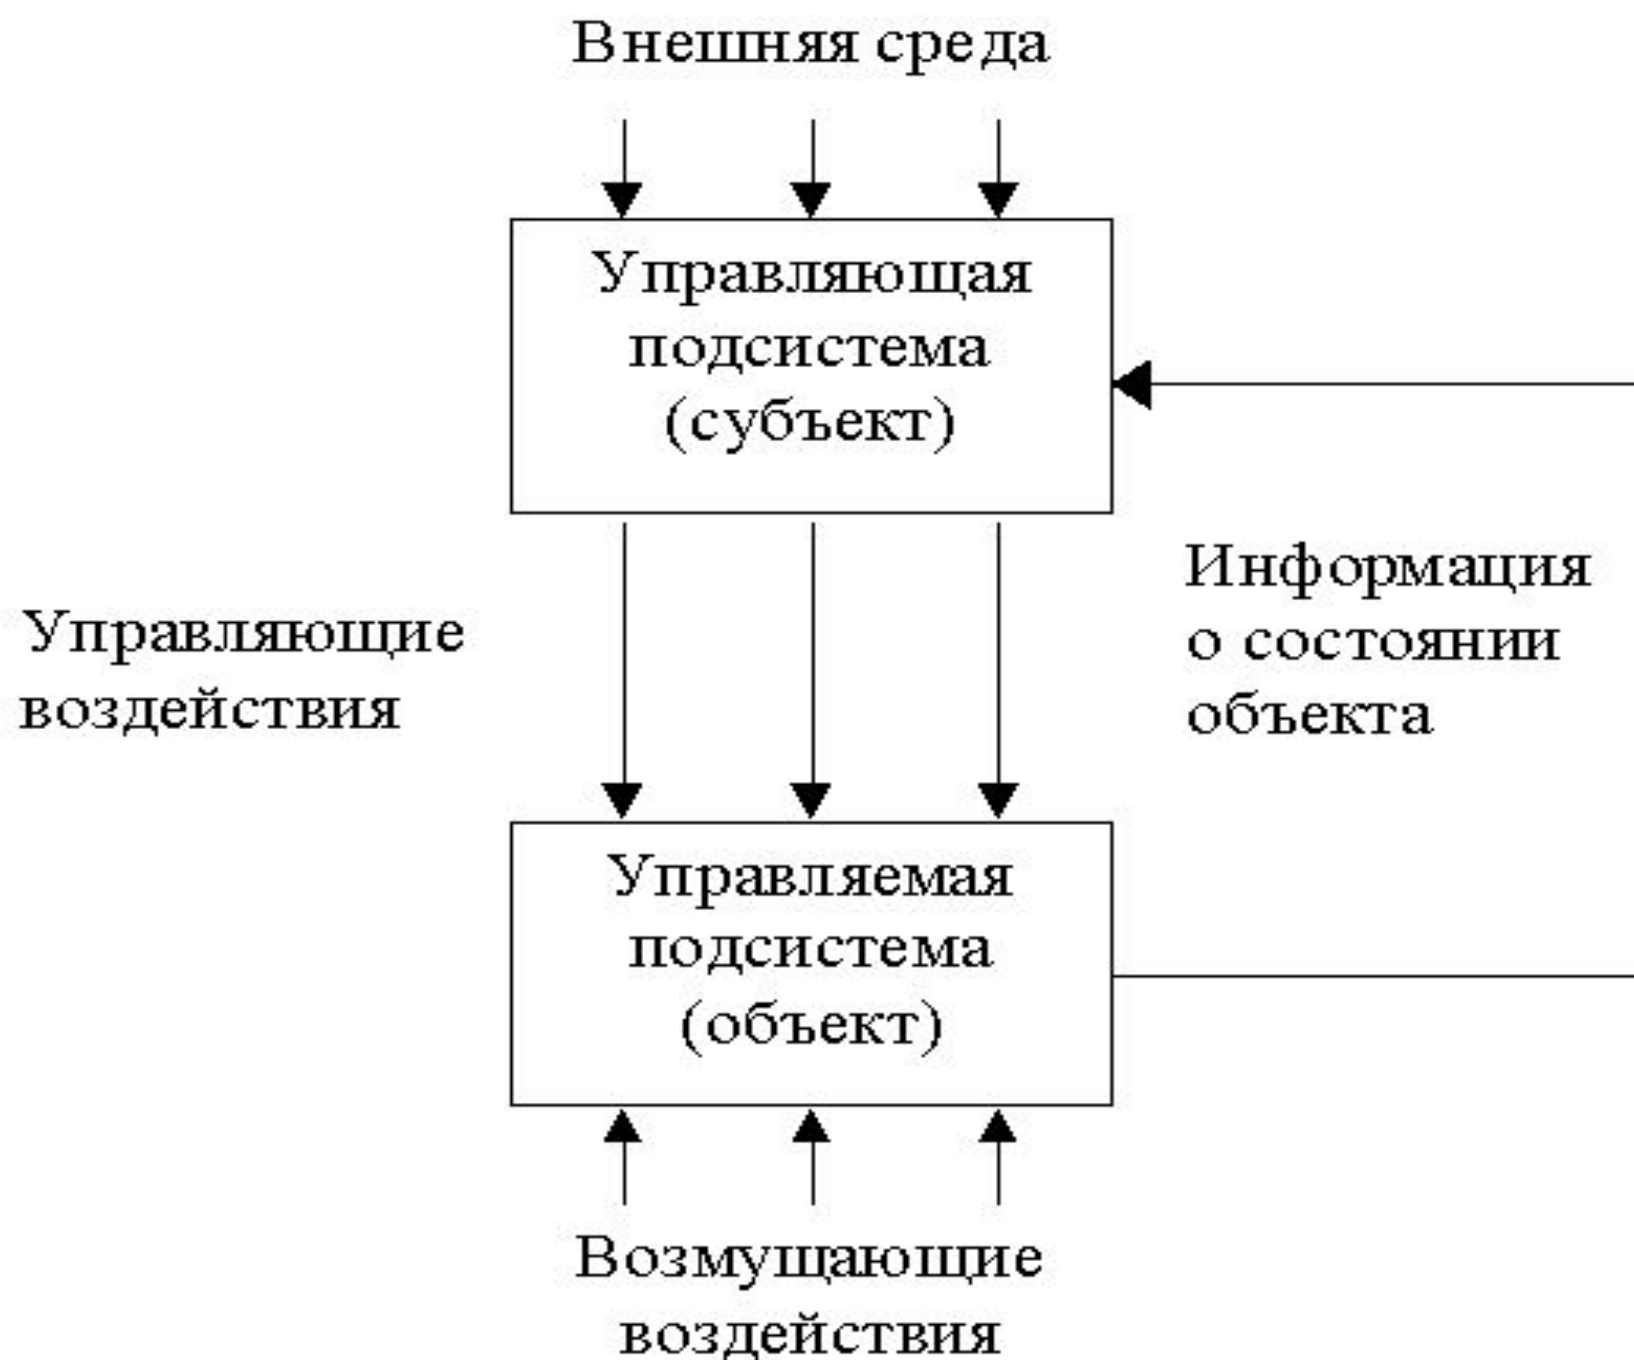 Внешняя среда
Управляющая
подсистема
(субъект)
Управляющие
воздействия
Информация
о состоянии
объекта
Управляемая
подсистема
(объект)
Возмущающие
воздействия